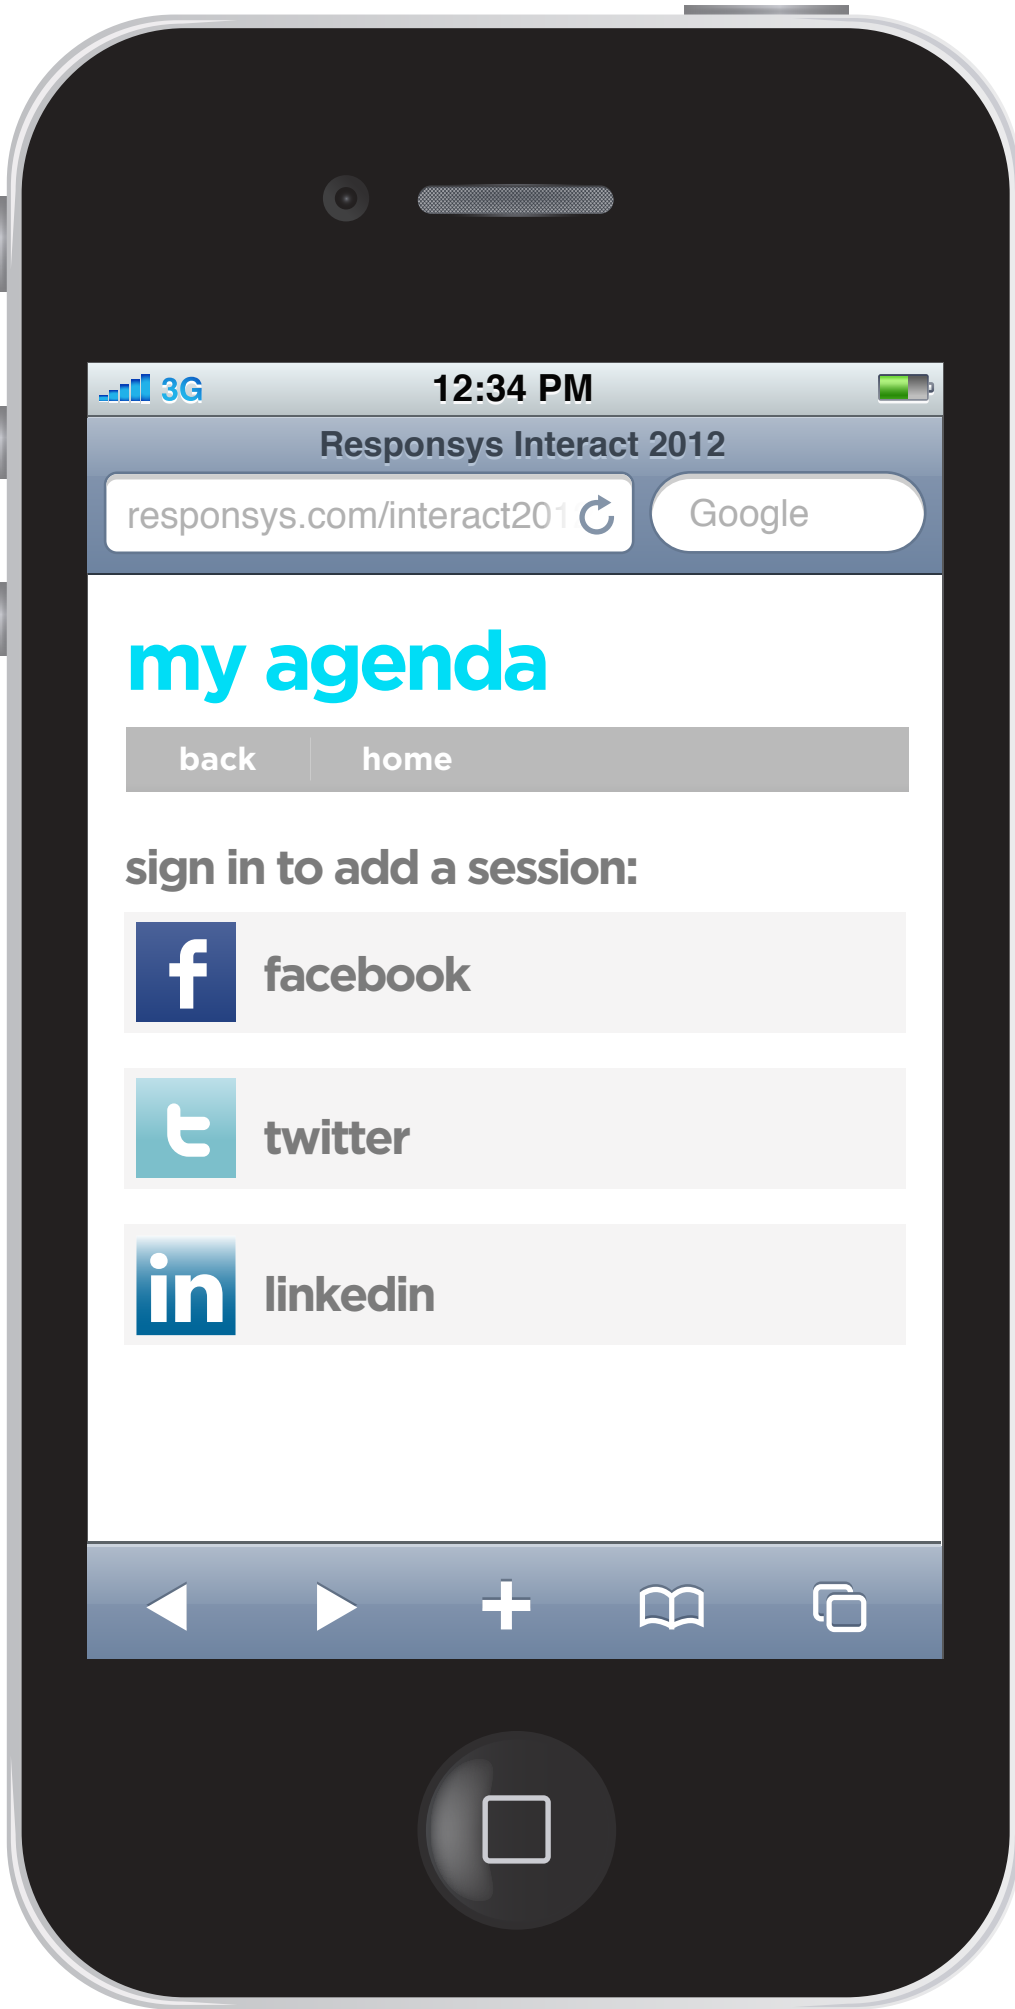 3G 12:34 PM
Responsys Interact 2012
responsys.com/interact201 Google
my agenda
back home
sign in to add a session:
f facebook
t twitter
in linkedin